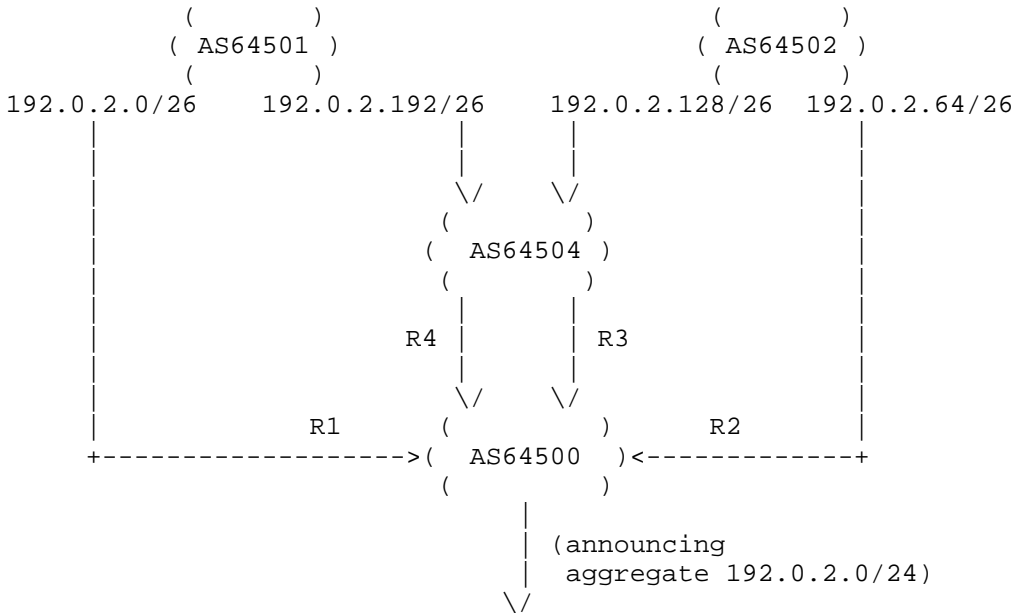 ( ) ( )
( AS64501 ) ( AS64502 )
( ) ( )
192.0.2.0/26 192.0.2.192/26 192.0.2.128/26 192.0.2.64/26
| | | |
| | | |
| | | |
| \/ \/ |
| ( ) |
| ( AS64504 ) |
| ( ) |
| | | |
| R4 | | R3 |
| | | |
| \/ \/ |
| R1 ( ) R2 |
+------------------->( AS64500 )<-------------+
( )
|
| (announcing
| aggregate 192.0.2.0/24)
\/